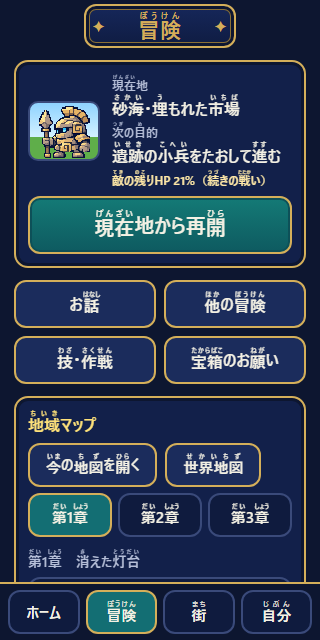 冒険
現在地
砂海・埋もれた市場
次の目的
遺跡の小兵をたおして進む
敵の残りHP 21%（続きの戦い）
現在地から再開
お話
他の冒険
技・作戦
宝箱のお願い
地域マップ
今の地図を開く
世界地図
第1章
第2章
第3章
第1章 消えた灯台
ホーム
冒険
街
自分